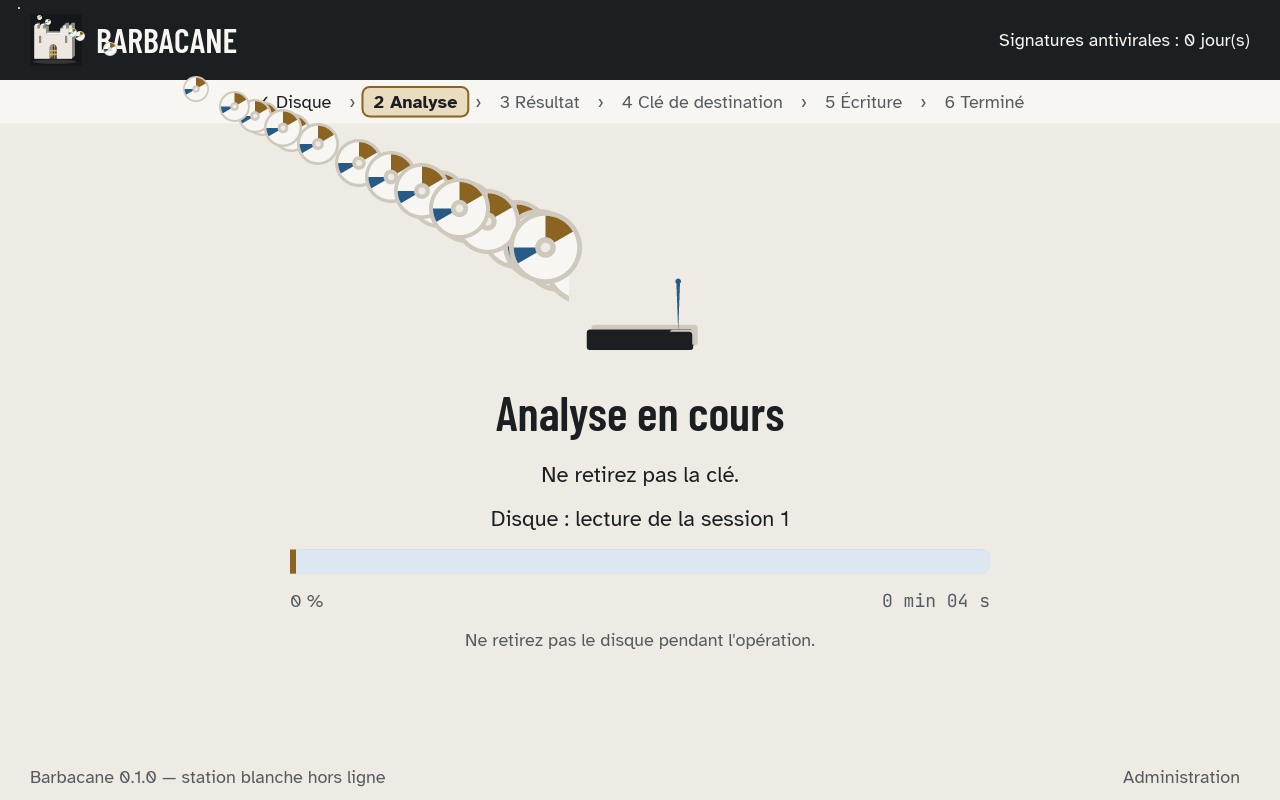 BARBACANE
Signatures antivirales : 0 jour(s)
Disque › 2 Analyse › 3 Résultat › 4 Clé de destination › 5 Écriture › 6 Terminé
Analyse en cours
Ne retirez pas la clé.
Disque : lecture de la session 1
0 % 0 min 04 s
Ne retirez pas le disque pendant l'opération.
Barbacane 0.1.0 — station blanche hors ligne
Administration